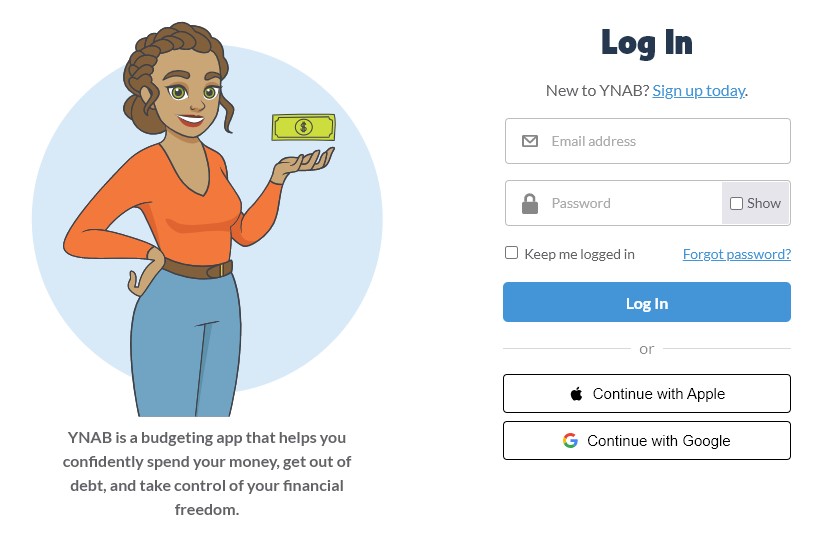 Log In
New to YNAB? Sign up today.
Email address
Password
Show
Keep me logged in
Forgot password?
Log In
or
Continue with Apple
Continue with Google
$
YNAB is a budgeting app that helps you
confidently spend your money, get out of
debt, and take control of your financial
freedom.